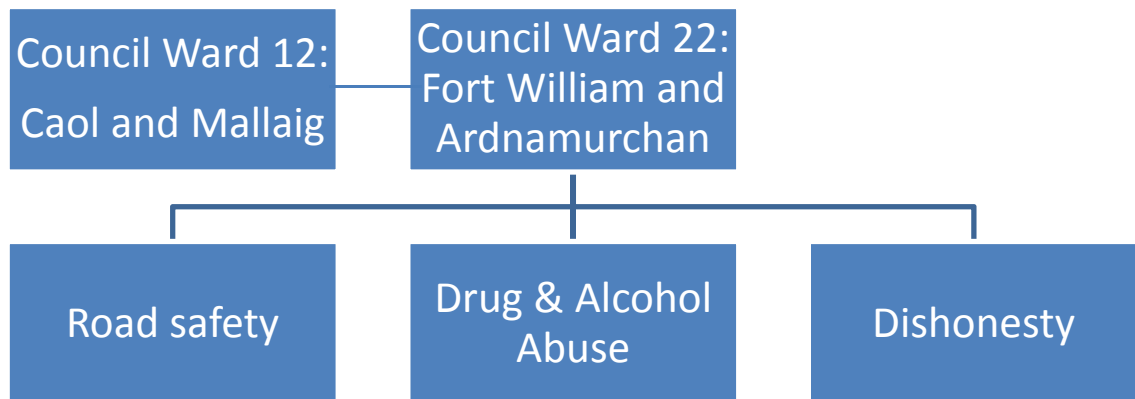 Council Ward 12:
Caol and Mallaig
Council Ward 22:
Fort William and
Ardnamurchan
Road safety
Drug & Alcohol
Abuse
Dishonesty